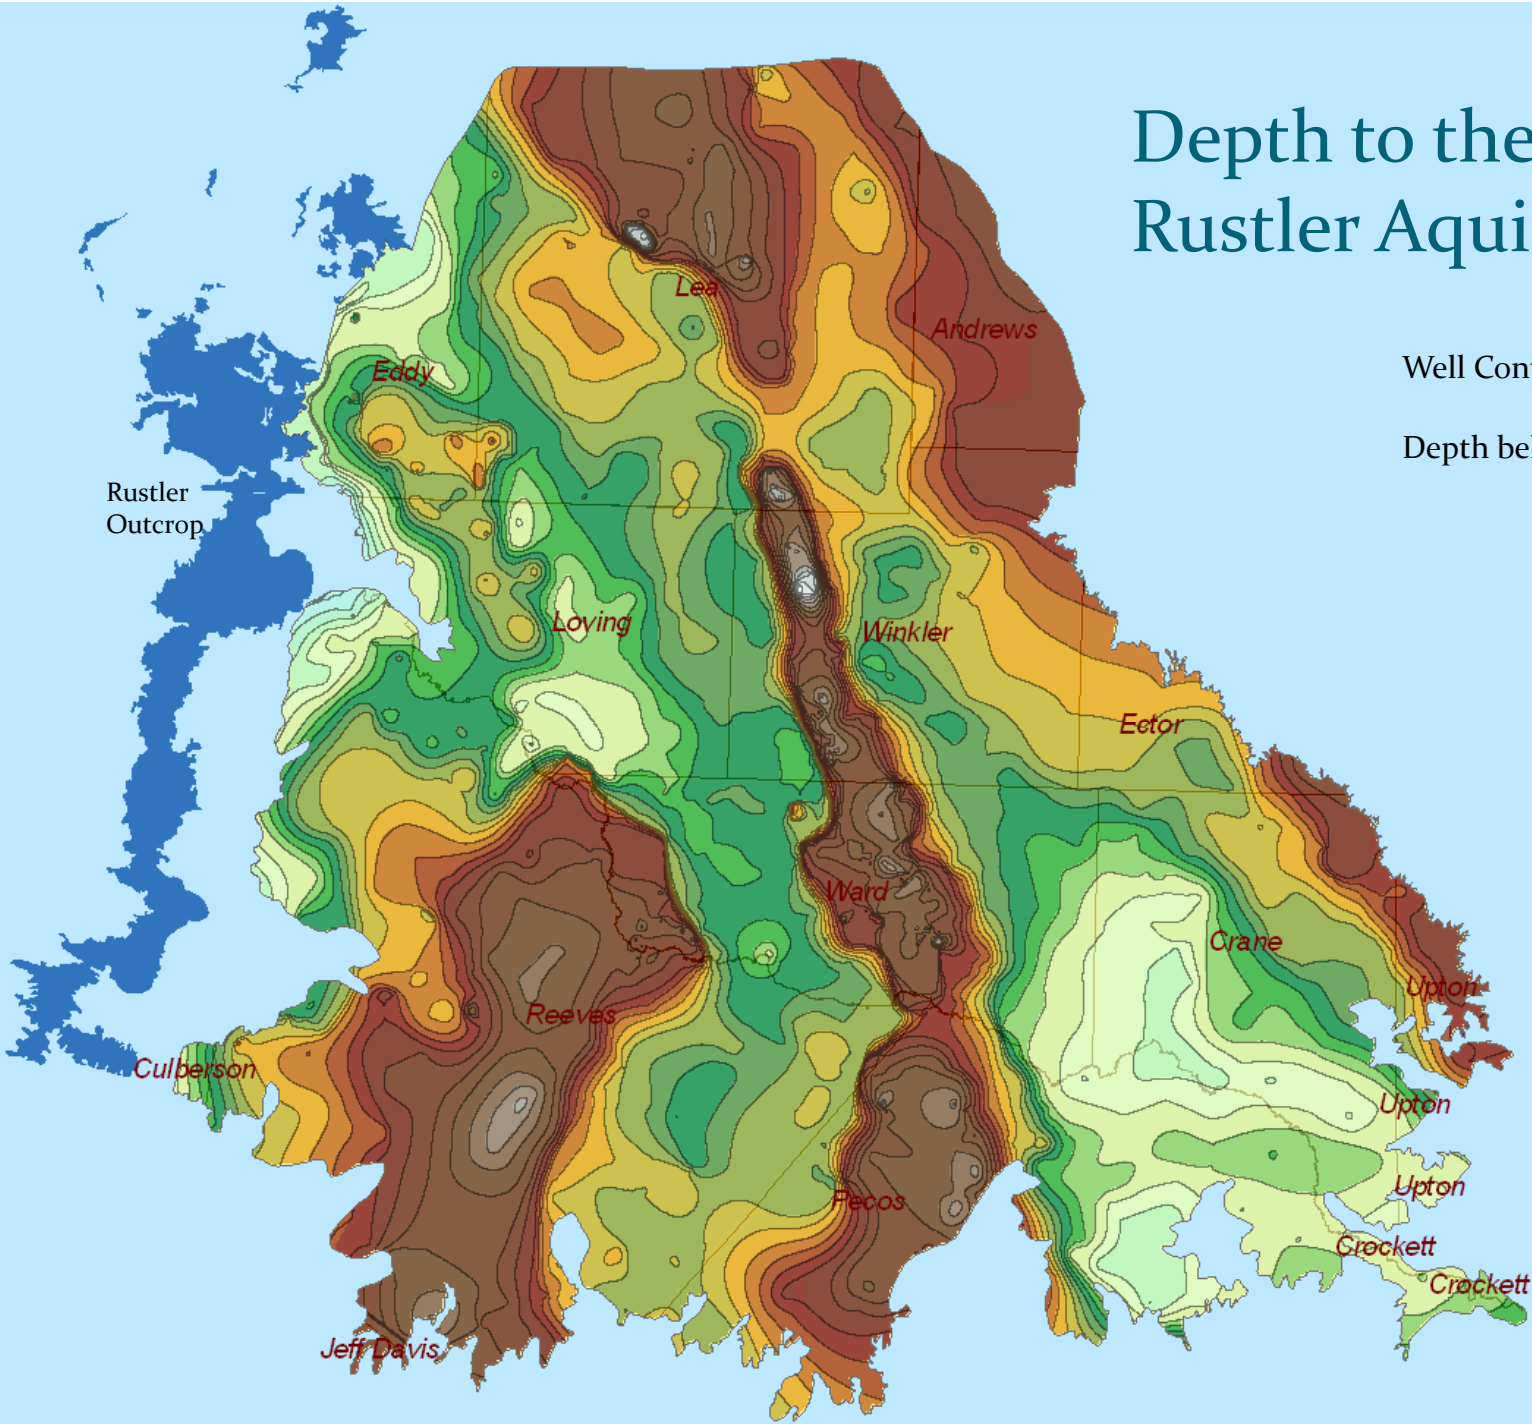 Depth to the
Rustler Aqui
Lea
Andrews
Well Con
Eddy
Depth bel
Rustler
Outcrop
Loving
Winkler
Ector
Ward
Crane
Upton
Reeves
Culberson
Upton
Upton
Pecos
Crockett
Crockett
Jeff Davis